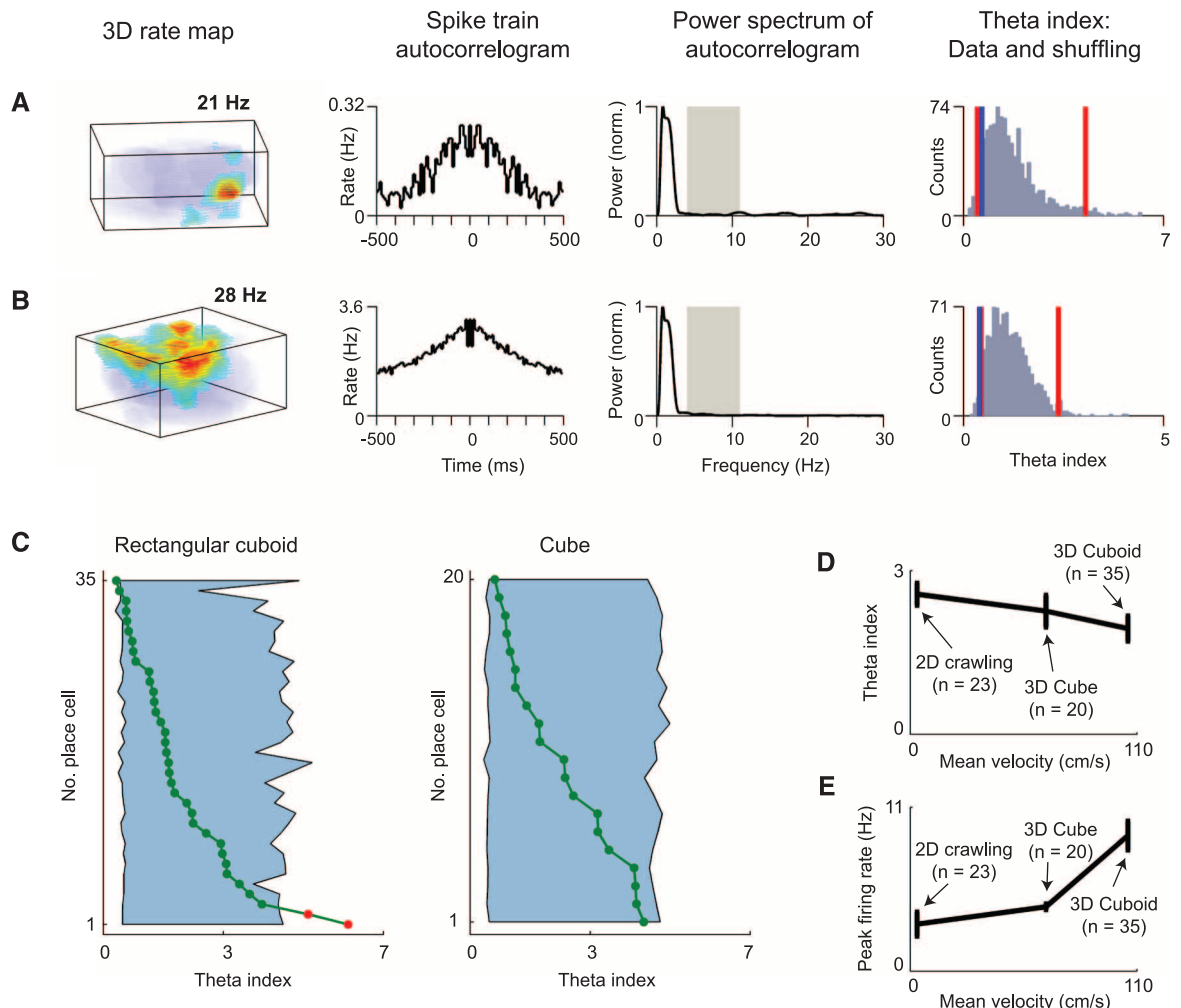 3D rate map
Spike train
autocorrelogram
Power spectrum of
autocorrelogram
Theta index:
Data and shuffling
A
21 Hz
0.32
Rate (Hz)
0
-500
0
500
1
Power (norm.)
0
0
10
20
30
74
Counts
0
0
7
B
28 Hz
3.6
Rate (Hz)
0
-500
0
500
Time (ms)
1
Power (norm.)
0
0
10
20
30
Frequency (Hz)
71
Counts
0
0
5
Theta index
C
Rectangular cuboid
35
No. place cell
1
0
3
7
Theta index
Cube
20
No. place cell
1
0
3
7
Theta index
D
3
Theta index
0
3D Cuboid
(n = 35)
2D crawling
(n = 23)
3D Cube
(n = 20)
0
110
Mean velocity (cm/s)
E
11
Peak firing rate (Hz)
0
3D Cube
(n = 20)
2D crawling
(n = 23)
3D Cuboid
(n = 35)
0
110
Mean velocity (cm/s)